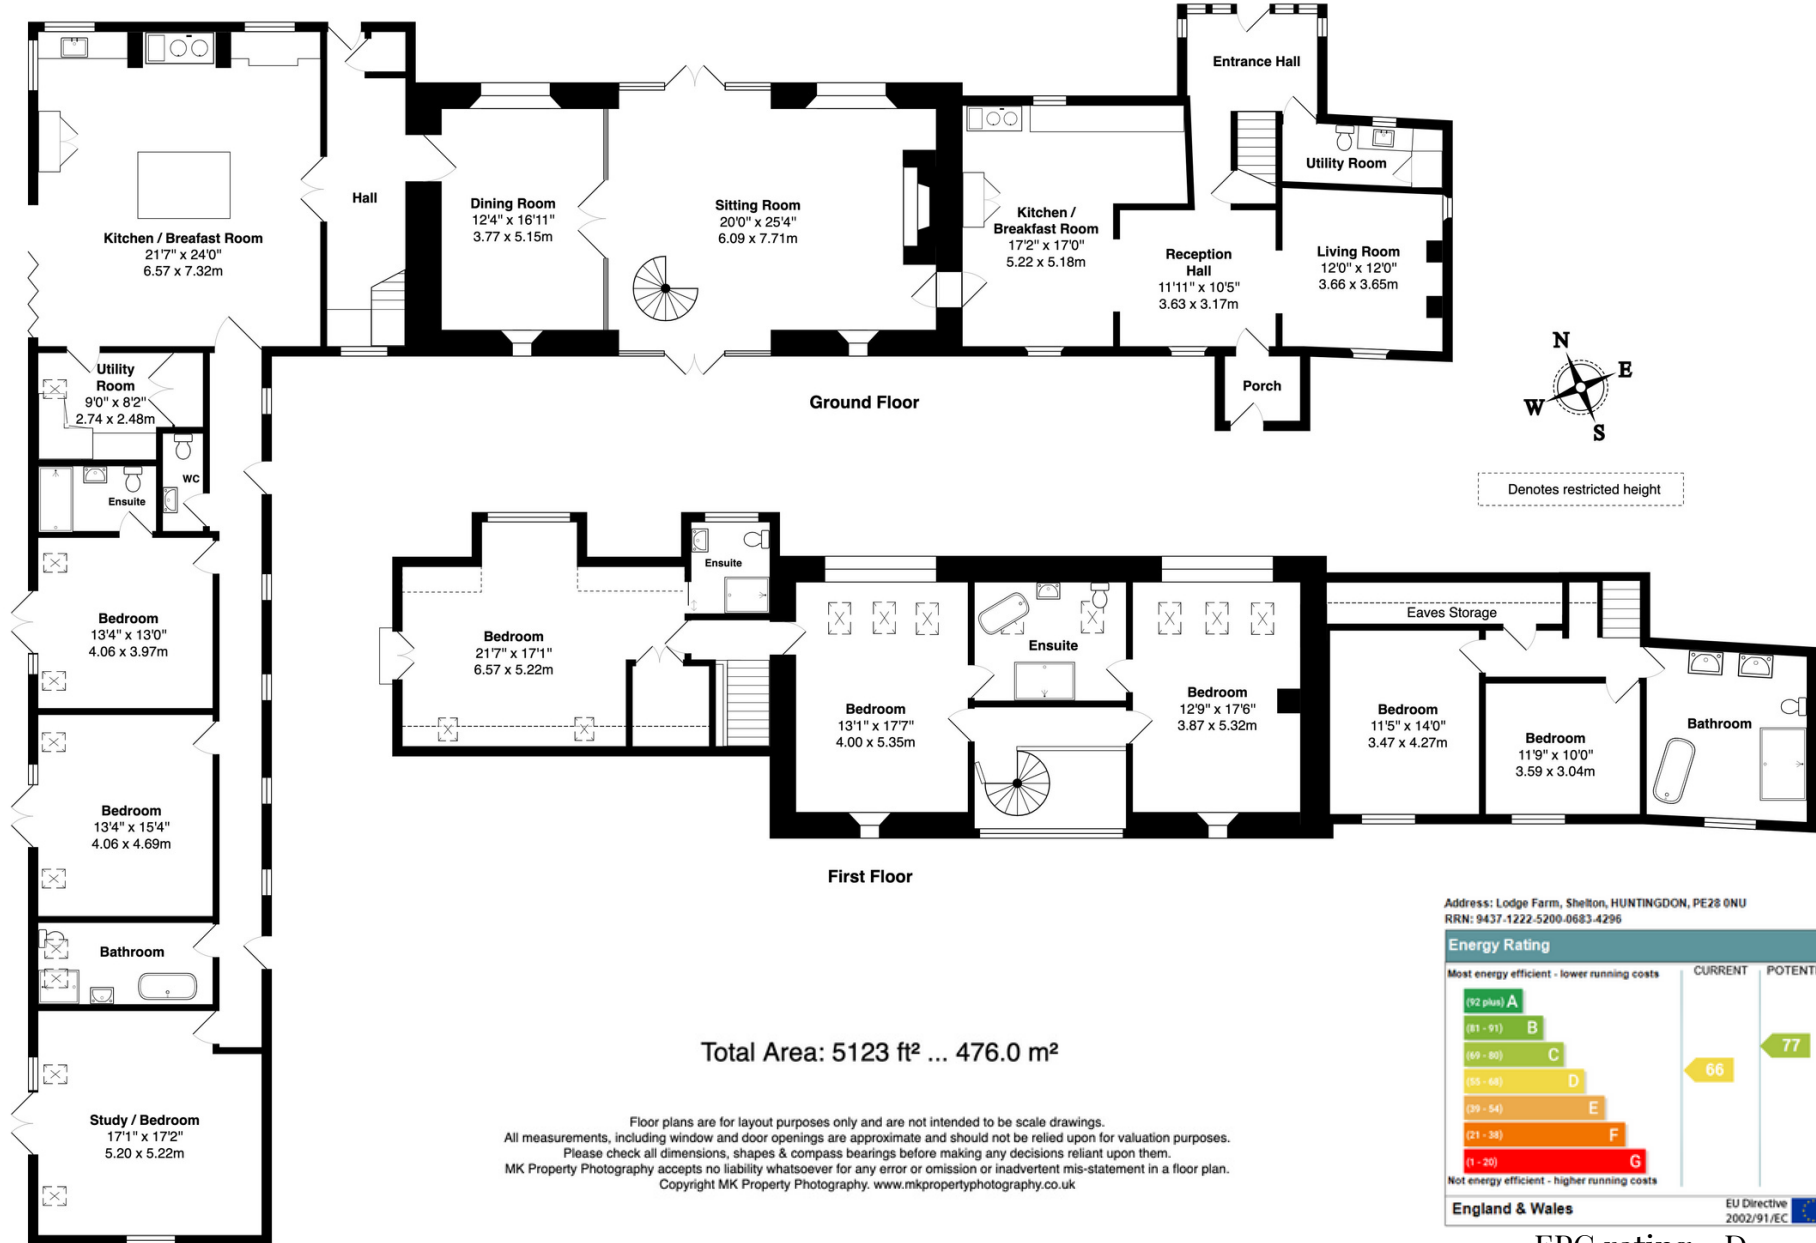 Entrance Hall
Utility Room
Kitchen / Breafast Room
21'7" x 24'0"
6.57 x 7.32m
Hall
Dining Room
12'4" x 16'11"
3.77 x 5.15m
Sitting Room
20'0" x 25'4"
6.09 x 7.71m
Kitchen /
Breakfast Room
17'2" x 17'0"
5.22 x 5.18m
Reception
Hall
11'11" x 10'5"
3.63 x 3.17m
Living Room
12'0" x 12'0"
3.66 x 3.65m
Porch
Utility
Room
9'0" x 8'2"
2.74 x 2.48m
WC
Ensuite
Ground Floor
N
E
W
S
Denotes restricted height
Bedroom
13'4" x 13'0"
4.06 x 3.97m
Bedroom
13'4" x 15'4"
4.06 x 4.69m
Bathroom
Study / Bedroom
17'1" x 17'2"
5.20 x 5.22m
Bedroom
21'7" x 17'1"
6.57 x 5.22m
Ensuite
Bedroom
13'1" x 17'7"
4.00 x 5.35m
Ensuite
Bedroom
12'9" x 17'6"
3.87 x 5.32m
Eaves Storage
Bedroom
11'5" x 14'0"
3.47 x 4.27m
Bedroom
11'9" x 10'0"
3.59 x 3.04m
Bathroom
First Floor
Total Area: 5123 ft² ... 476.0 m²
Floor plans are for layout purposes only and are not intended to be scale drawings.
All measurements, including window and door openings are approximate and should not be relied upon for valuation purposes.
Please check all dimensions, shapes & compass bearings before making any decisions reliant upon them.
MK Property Photography accepts no liability whatsoever for any error or omission or inadvertent mis-statement in a floor plan.
Copyright MK Property Photography. www.mkpropertyphotography.co.uk
Address: Lodge Farm, Shelton, HUNTINGDON, PE28 0NU
RRN: 9437-1222-5200-0683-4296
Energy Rating
Most energy efficient - lower running costs
CURRENT POTENTI
(92 plus) A
(81 - 91) B
(69 - 80) C
(55 - 68) D
(39 - 54) E
(21 - 38) F
(1 - 20) G
66
77
Not energy efficient - higher running costs
England & Wales
EU Directive
2002/91/EC